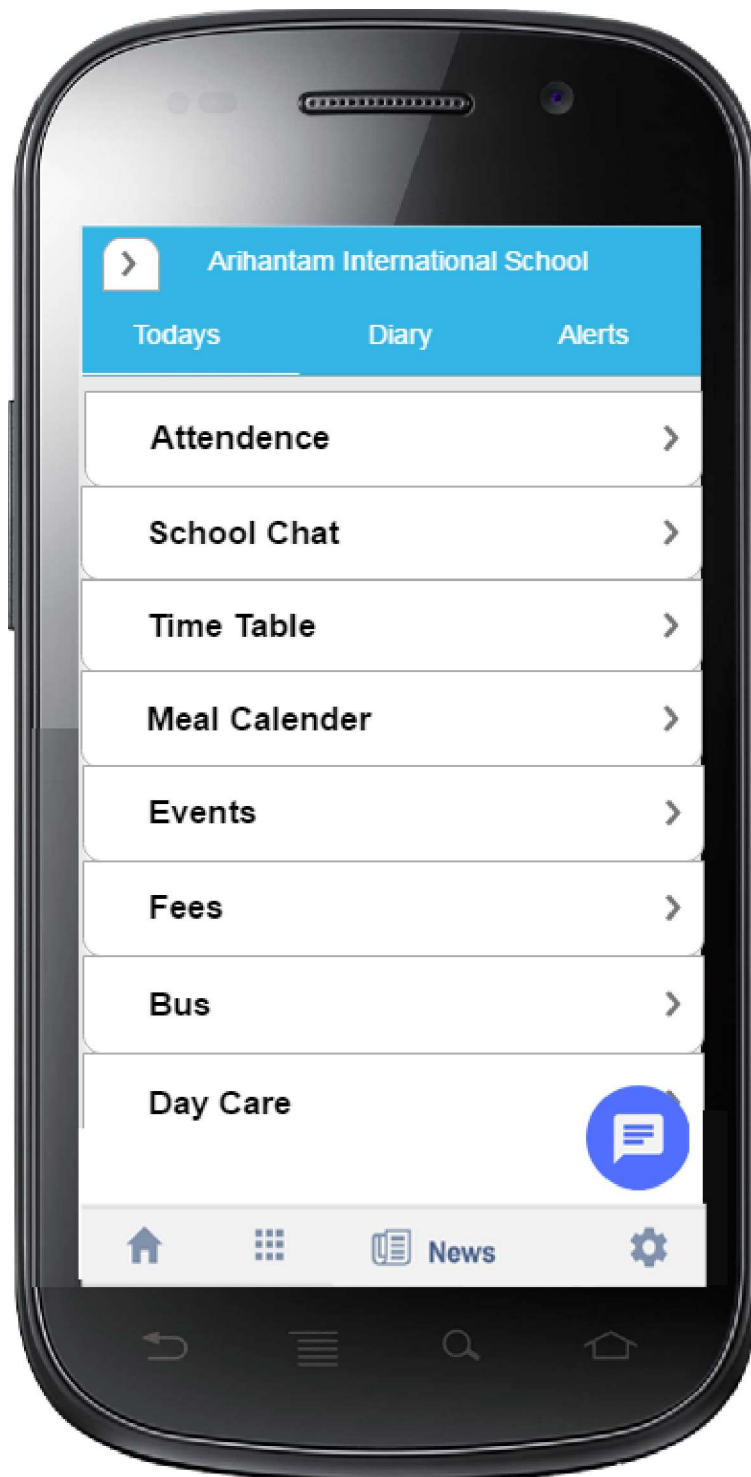 Arihantam International School
Todays Diary Alerts
Attendence
School Chat
Time Table
Meal Calender
Events
Fees
Bus
Day Care
News